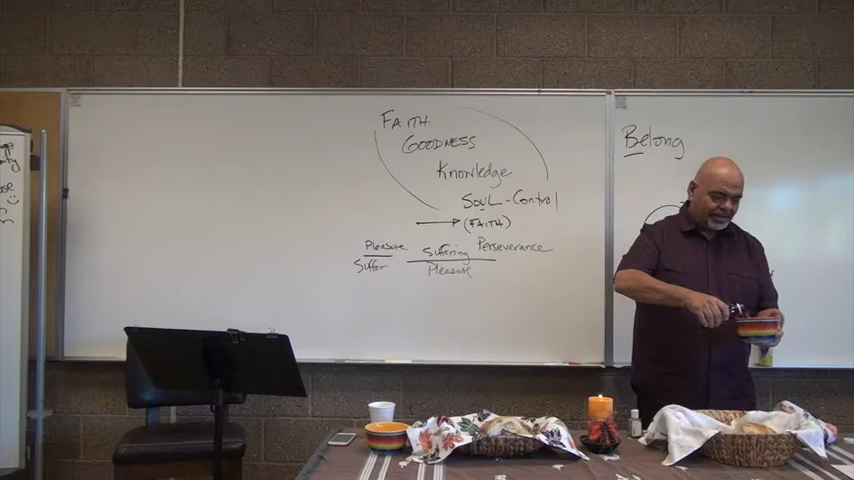 FAITH
GOODNESS
Knowledge
SOUL-Control
(FAITH)
Perseverance
Pleasure
Suffer
Suffering
Pleasure
Belong